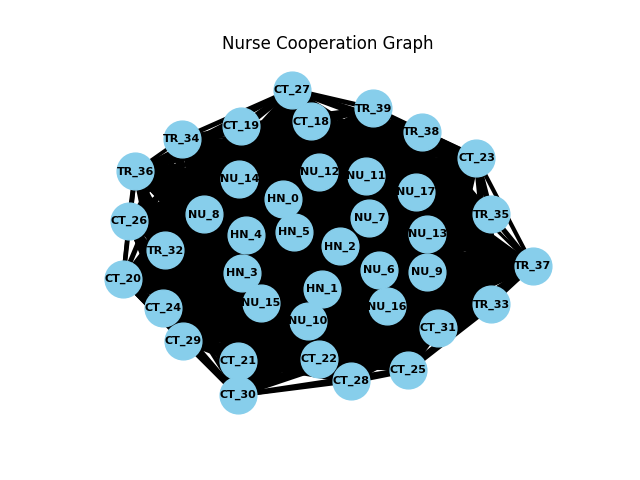 Nurse Cooperation Graph
CT_27
TR_39
CT_18
CT_19
TR_38
TR_34
CT_23
TR_36
NU_12
NU_11
NU_14
NU_17
HN_0
NU_8
TR_35
NU_7
CT_26
HN_5
NU_13
HN_4
HN_2
TR_32
TR_37
NU_6
NU_9
HN_3
CT_20
HN_1
NU_15
TR_33
NU_16
CT_24
NU_10
CT_31
CT_29
CT_22
CT_21
CT_25
CT_28
CT_30